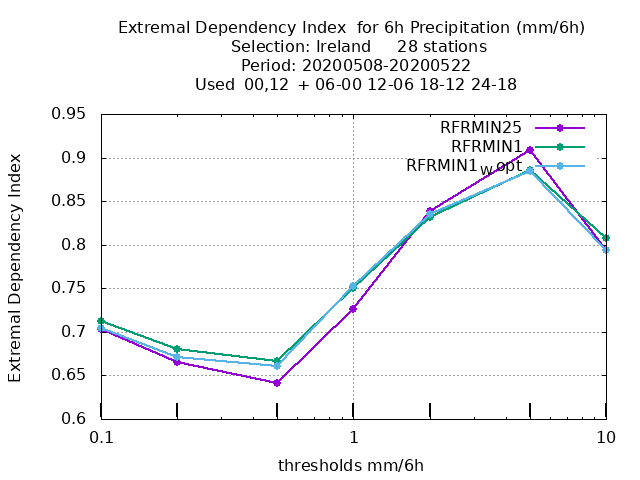 Extremal Dependency Index  for 6h Precipitation (mm/6h)
Selection: Ireland     28 stations
Period: 20200508-20200522
Used  00,12  + 06-00 12-06 18-12 24-18
RFRMIN25
RFRMIN1
RFRMIN1wopt
Extremal Dependency Index
0.95
0.9
0.85
0.8
0.75
0.7
0.65
0.6
0.1 1 10
thresholds mm/6h